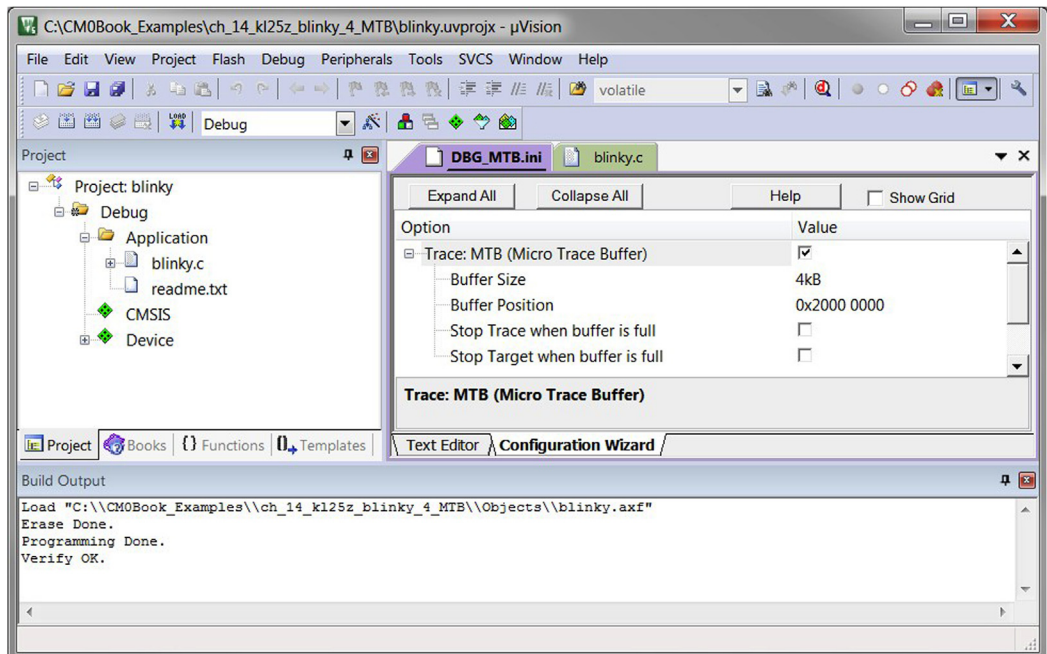 C:\CM0Book_Examples\ch_14_kl25z_blinky_4_MTB\blinky.uvprojx - µVision
File Edit View Project Flash Debug Peripherals Tools SVCS Window Help
volatile
LOAD Debug
Project
DBG_MTB.ini blinky.c
Project: blinky
Debug
Application
blinky.c
readme.txt
CMSIS
Device
Expand All Collapse All Help Show Grid
Option Value
Trace: MTB (Micro Trace Buffer)
Buffer Size 4kB
Buffer Position 0x2000 0000
Stop Trace when buffer is full
Stop Target when buffer is full
Trace: MTB (Micro Trace Buffer)
Project Books {} Functions Templates
Text Editor Configuration Wizard
Build Output
Load "C:\\CM0Book_Examples\\ch_14_kl25z_blinky_4_MTB\\Objects\\blinky.axf"
Erase Done.
Programming Done.
Verify OK.